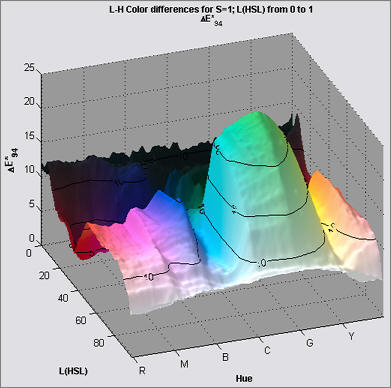 L-H Color differences for S=1; L(HSL) from 0 to 1
ΔE*94
25
20
15
10
5
0
ΔE*94
20
40
60
80
L(HSL)
R
M
B
C
G
Y
Hue